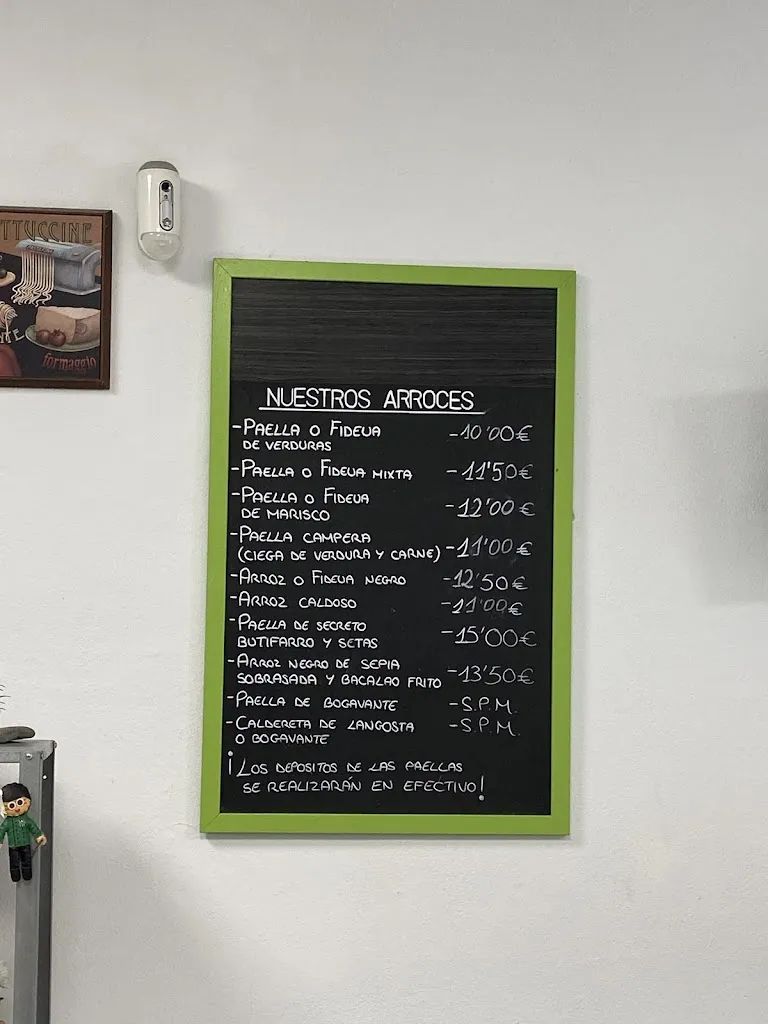 TTUCCINE
formaggio
NUESTROS ARROCES
-PAELLA O FIDEUA
DE VERDURAS -10'00€
-PAELLA O FIDEUA MIXTA -11'50€
-PAELLA O FIDEUA
DE MARISCO -12'00€
-PAELLA CAMPERA
(CIEGA DE VERDURA Y CARNE) -11'00€
-ARROZ O FIDEUA NEGRO -12'50€
-ARROZ CALDOSO -11'00€
-PAELLA DE SECRETO
BUTIFARRO Y SETAS -15'00€
-ARROZ NEGRO DE SEPIA
SOBRASADA Y BACALAO FRITO -13'50€
-PAELLA DE BOGAVANTE -S.P.M.
-CALDERETA DE LANGOSTA -S.P.M.
O BOGAVANTE
¡LOS DEPOSITOS DE LAS PAELLAS
SE REALIZARÁN EN EFECTIVO!